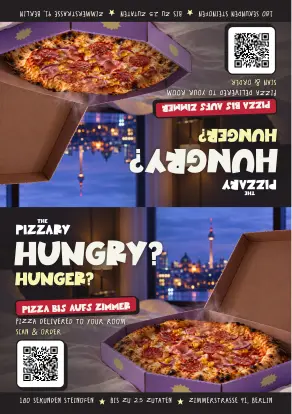 180 SEKUNDEN STEINOFEN ★ BIS ZU 25 ZUTATEN ★ ZIMMERSTRASSE 91, BERLIN
SCAN & ORDER
PIZZA DELIVERED TO YOUR ROOM
PIZZA BIS AUFS ZIMMER
HUNGER?
HUNGRY?
PIZZARY
THE
THE
PIZZARY
HUNGRY?
HUNGER?
PIZZA BIS AUFS ZIMMER
PIZZA DELIVERED TO YOUR ROOM
SCAN & ORDER
180 SEKUNDEN STEINOFEN ★ BIS ZU 25 ZUTATEN ★ ZIMMERSTRASSE 91, BERLIN